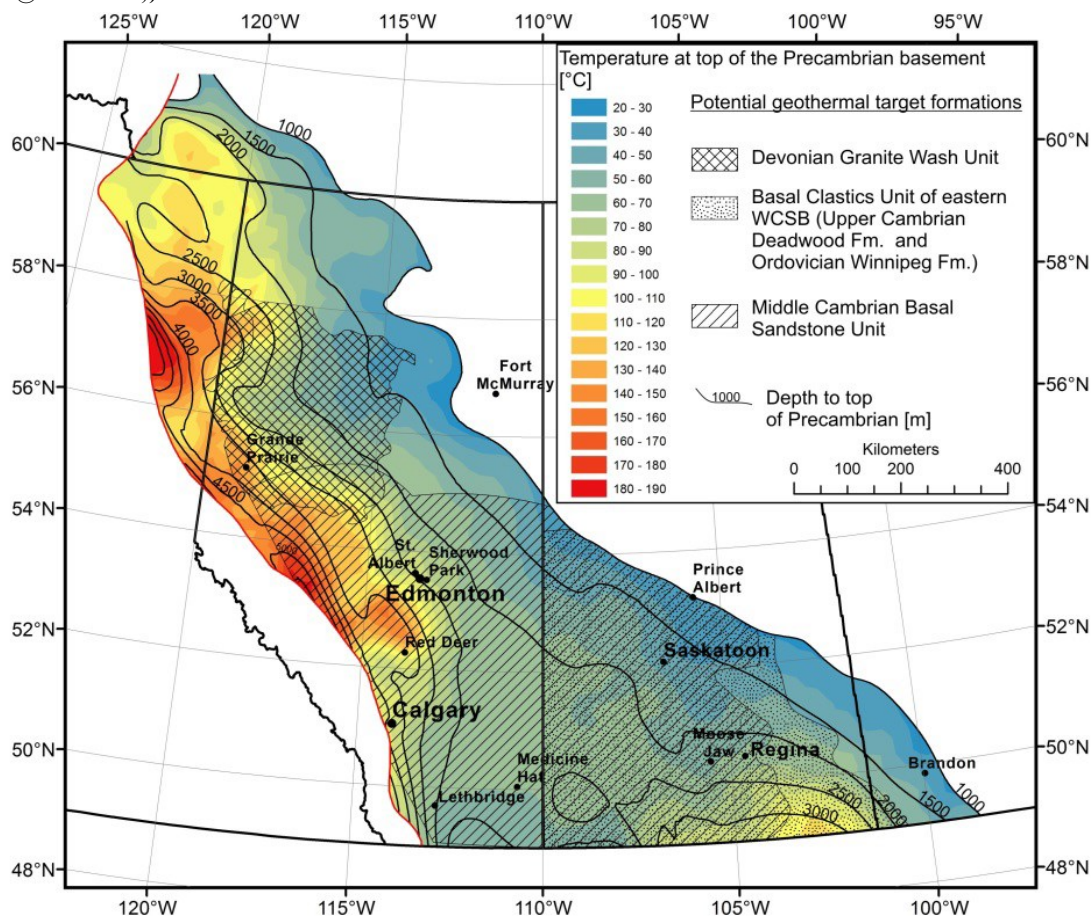 125°W 120°W 115°W 110°W 105°W 100°W 95°W
Temperature at top of the Precambrian basement
[°C]
20 - 30
30 - 40
40 - 50
50 - 60
60 - 70
70 - 80
80 - 90
90 - 100
100 - 110
110 - 120
120 - 130
130 - 140
140 - 150
150 - 160
160 - 170
170 - 180
180 - 190
Potential geothermal target formations
Devonian Granite Wash Unit
Basal Clastics Unit of eastern
WCSB (Upper Cambrian
Deadwood Fm. and
Ordovician Winnipeg Fm.)
Middle Cambrian Basal
Sandstone Unit
1000
Depth to top
of Precambrian [m]
Kilometers
0 100 200 400
60°N
58°N
56°N
54°N
52°N
50°N
48°N
60°N
58°N
56°N
54°N
52°N
50°N
48°N
1000
1500
2000
2500
3000
3500
4000
Fort
McMurray
Grande
Prairie
4500
5000
St.
Albert
Sherwood
Park
Edmonton
Prince
Albert
Red Deer
Saskatoon
Calgary
Moose
Jaw
Regina
Medicine
Hat
Brandon
Lethbridge
3000
2500
2000
1500
1000
120°W 115°W 110°W 105°W 100°W